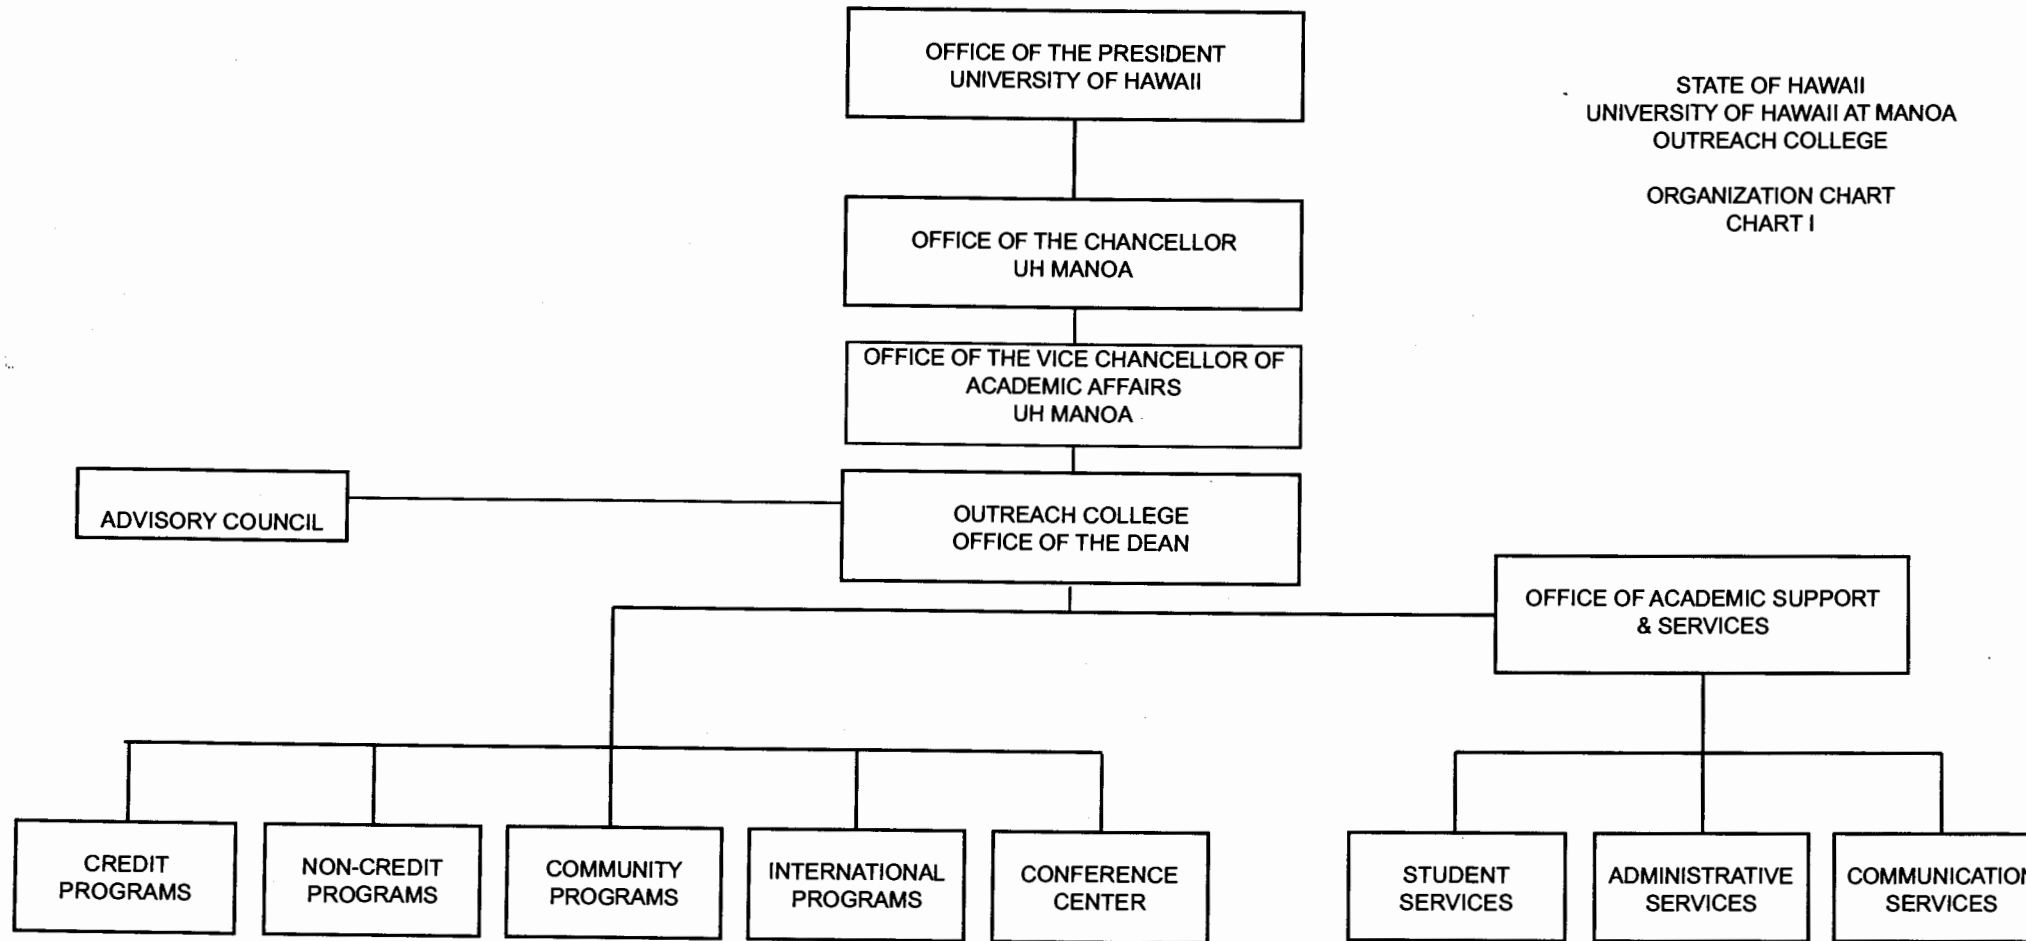 OFFICE OF THE PRESIDENT
UNIVERSITY OF HAWAII
STATE OF HAWAII
UNIVERSITY OF HAWAII AT MANOA
OUTREACH COLLEGE
ORGANIZATION CHART
CHART I
OFFICE OF THE CHANCELLOR
UH MANOA
OFFICE OF THE VICE CHANCELLOR OF
ACADEMIC AFFAIRS
UH MANOA
ADVISORY COUNCIL
OUTREACH COLLEGE
OFFICE OF THE DEAN
OFFICE OF ACADEMIC SUPPORT
& SERVICES
CREDIT
PROGRAMS
NON-CREDIT
PROGRAMS
COMMUNITY
PROGRAMS
INTERNATIONAL
PROGRAMS
CONFERENCE
CENTER
STUDENT
SERVICES
ADMINISTRATIVE
SERVICES
COMMUNICATION
SERVICES